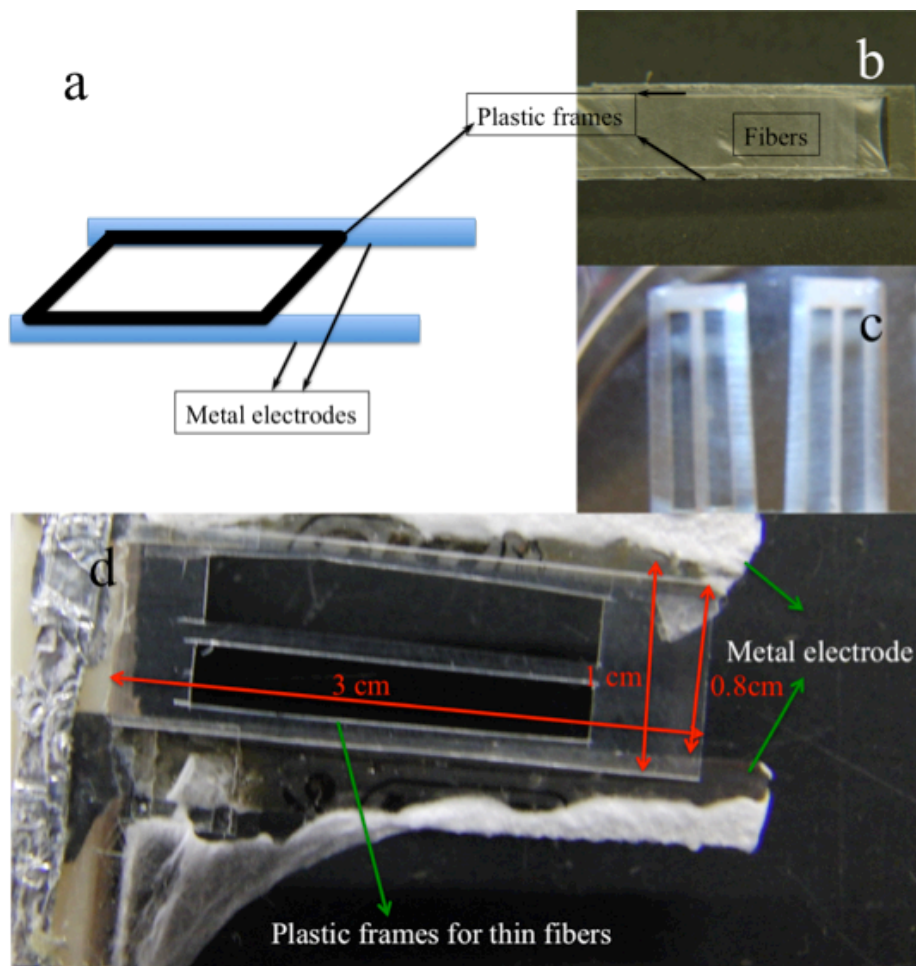 a
b
Plastic frames
Fibers
c
Metal electrodes
d
Metal electrode
3 cm
1 cm
0.8cm
Plastic frames for thin fibers